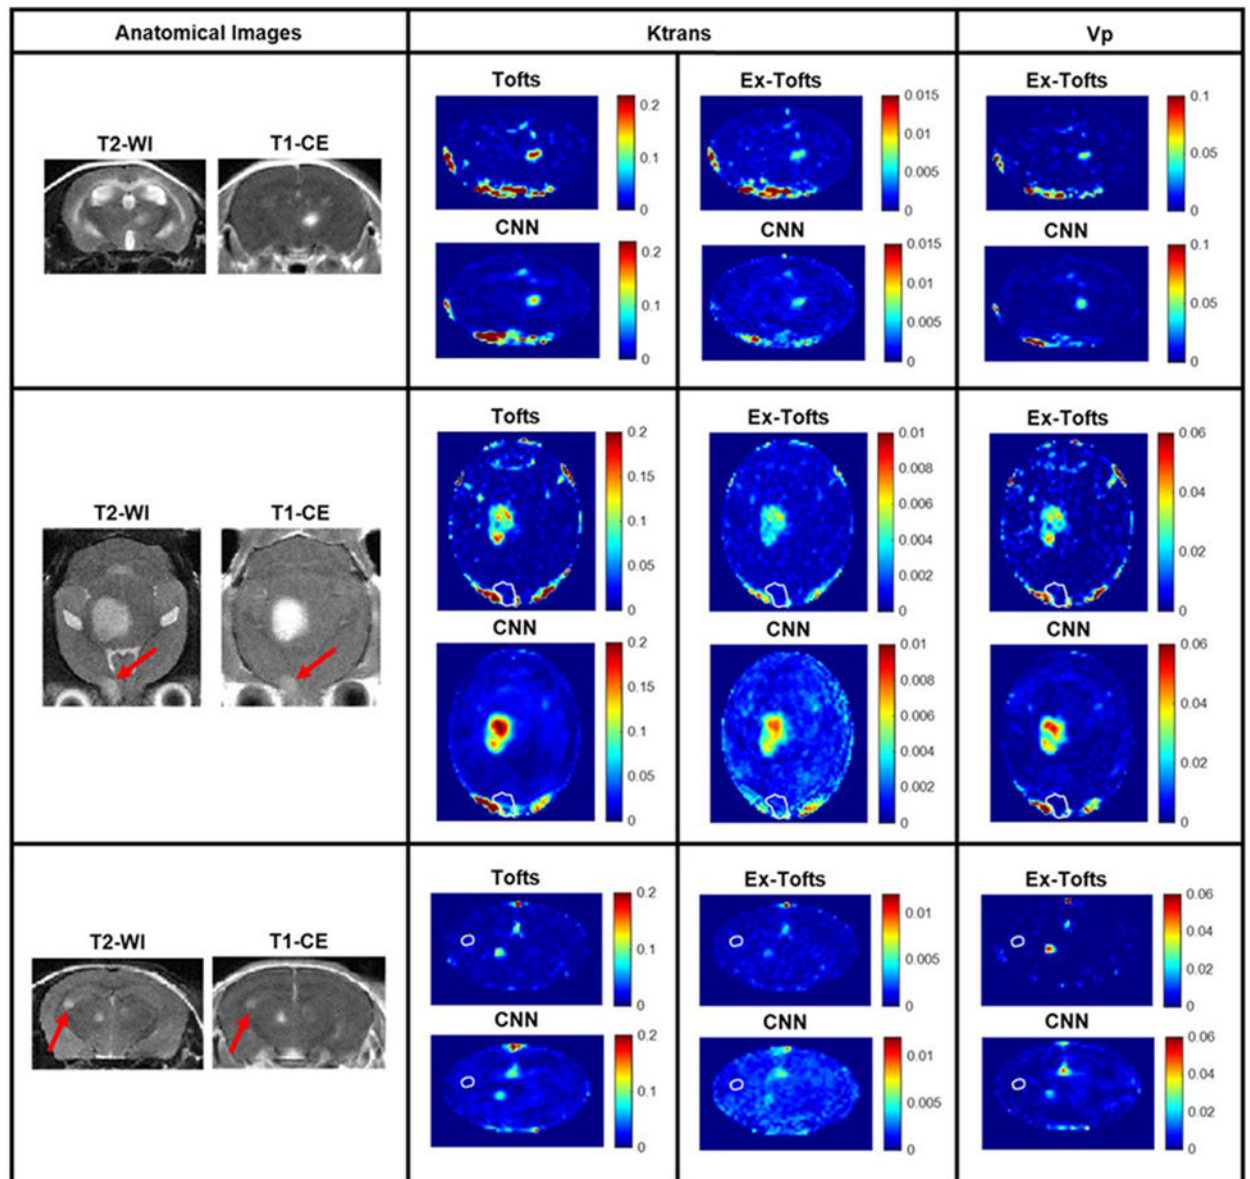 Anatomical Images Ktrans Vp
Tofts Ex-Tofts Ex-Tofts
0.2 0.015 0.1
T2-WI T1-CE
0.1 0.01 0.05
0.005
0 0 0
CNN CNN CNN
0.2 0.015 0.1
0.1 0.01 0.05
0.005
0 0 0
Tofts Ex-Tofts Ex-Tofts
0.2 0.01 0.06
0.15 0.008 0.04
0.1 0.006
0.05 0.004 0.02
0.002
0 0 0
T2-WI T1-CE
CNN CNN CNN
0.2 0.01 0.06
0.15 0.008 0.04
0.1 0.006
0.05 0.004 0.02
0.002
0 0 0
Tofts Ex-Tofts Ex-Tofts
0.2 0.01 0.06
0.1 0.005 0.04
0.02
0 0 0
T2-WI T1-CE
CNN CNN CNN
0.2 0.01 0.06
0.1 0.005 0.04
0.02
0 0 0